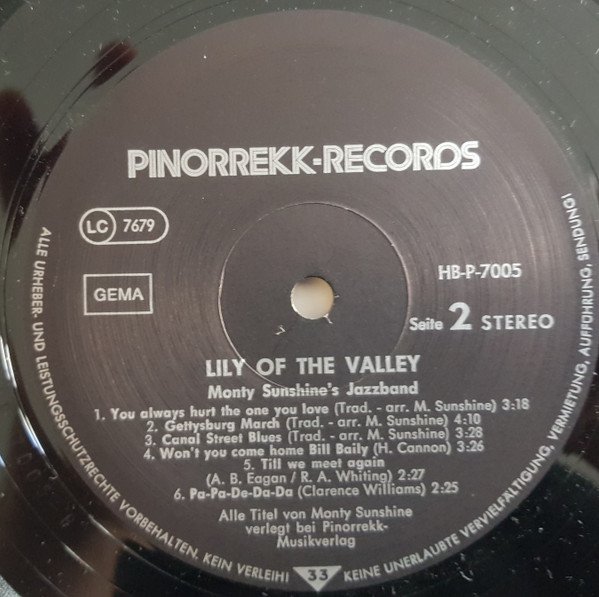 PINORREKK-RECORDS
LC 7679
GEMA
HB-P-7005
Seite 2 STEREO
LILY OF THE VALLEY
Monty Sunshine's Jazzband
1. You always hurt the one you love (Trad. - arr. M. Sunshine) 3:18
2. Gettysburg March (Trad. - arr. M. Sunshine) 4:10
3. Canal Street Blues (Trad. - arr. M. Sunshine) 3:28
4. Won't you come home Bill Baily (H. Cannon) 3:26
5. Till we meet again
(A. B. Eagan / R. A. Whiting) 2:27
6. Pa-Pa-De-Da-Da (Clarence Williams) 2:25
Alle Titel von Monty Sunshine
verlegt bei Pinorrekk-
Musikverlag
ALLE URHEBER- UND LEISTUNGSSCHUTZRECHTE VORBEHALTEN. KEIN VERLEIH! 33 KEINE UNERLAUBTE VERVIELFÄLTIGUNG, VERMIETUNG, AUFFÜHRUNG, SENDUNG!